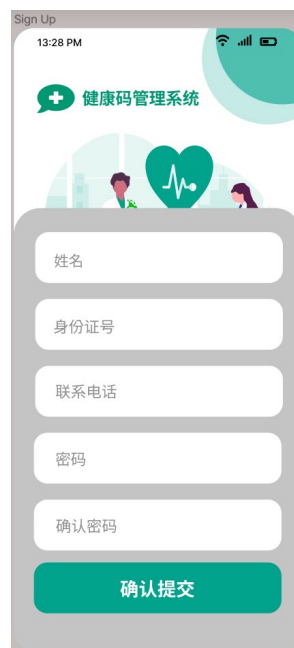 Sign Up
13:28 PM
健康码管理系统
姓名
身份证号
联系电话
密码
确认密码
确认提交